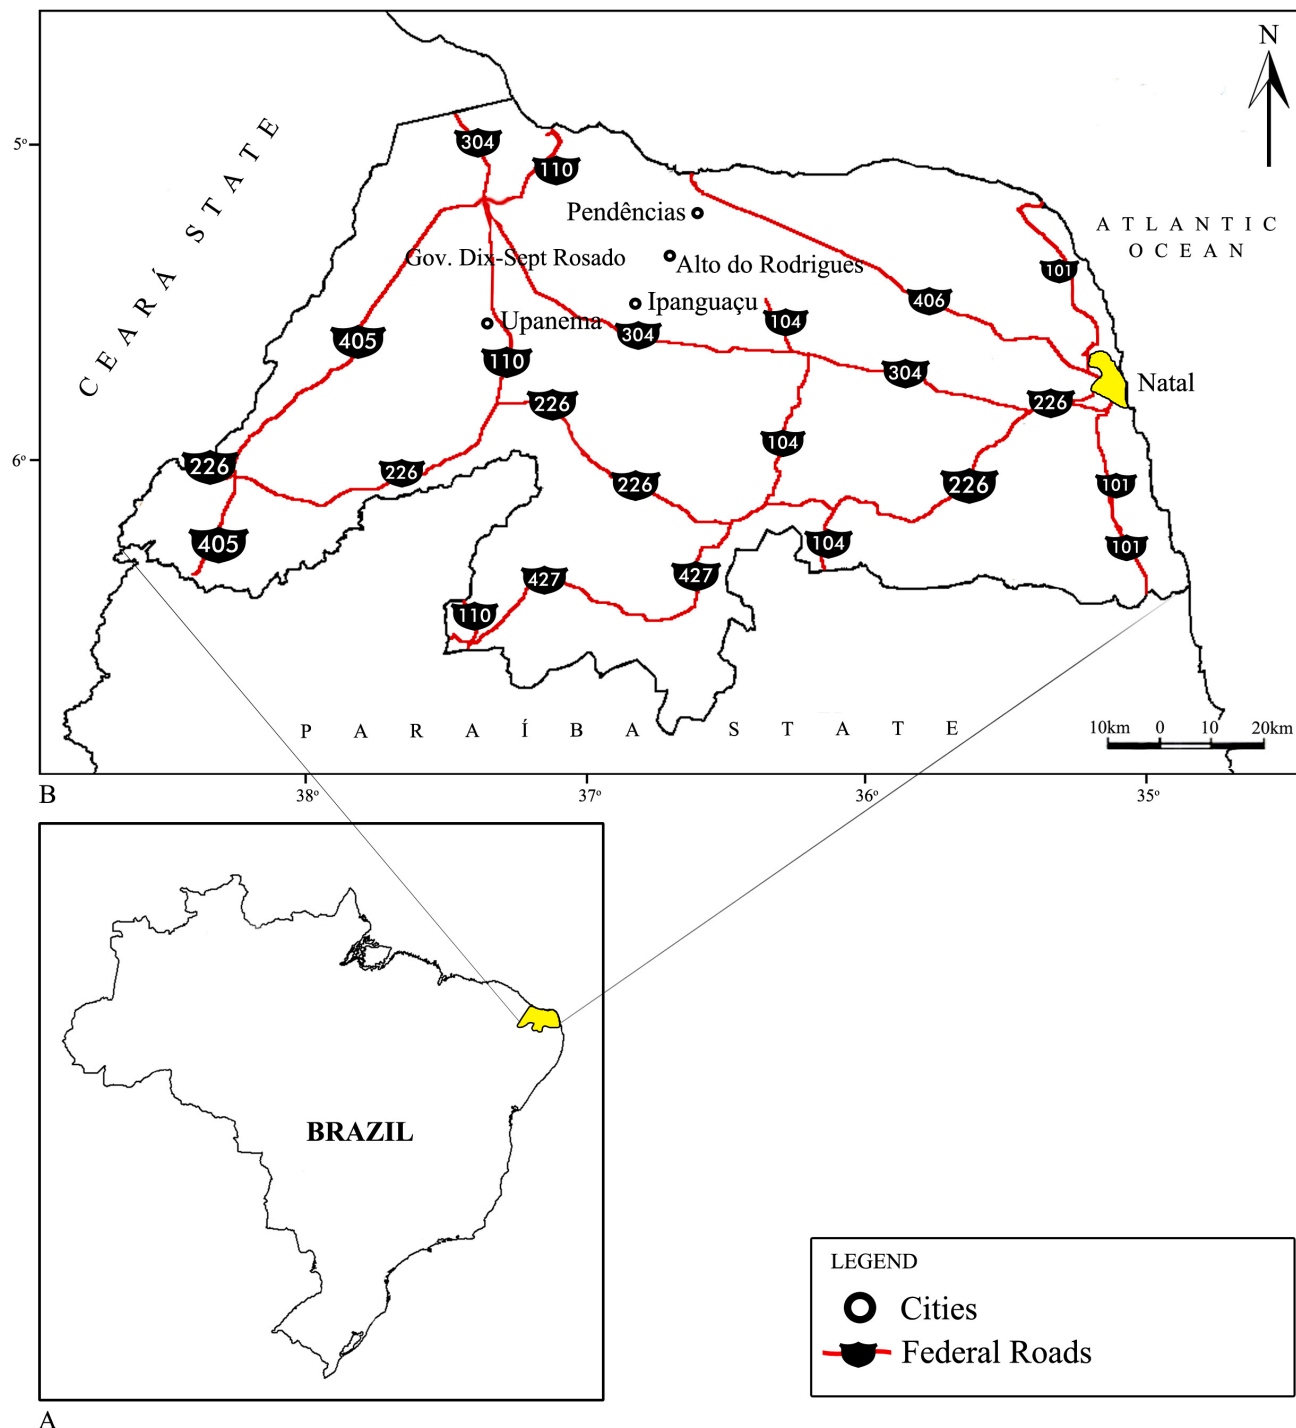 N
5º
304
110
CEARÁ STATE
Pendências
ATLANTIC
OCEAN
Gov. Dix-Sept Rosado
Alto do Rodrigues
101
Ipanguaçu
406
Upanema
104
405
304
110
304
Natal
226
226
104
226
226
226
226
101
405
104
101
427
427
110
PARAÍBA STATE
10km 0 10 20km
B
38º 37º 36º 35º
BRAZIL
LEGEND
Cities
Federal Roads
A
6º